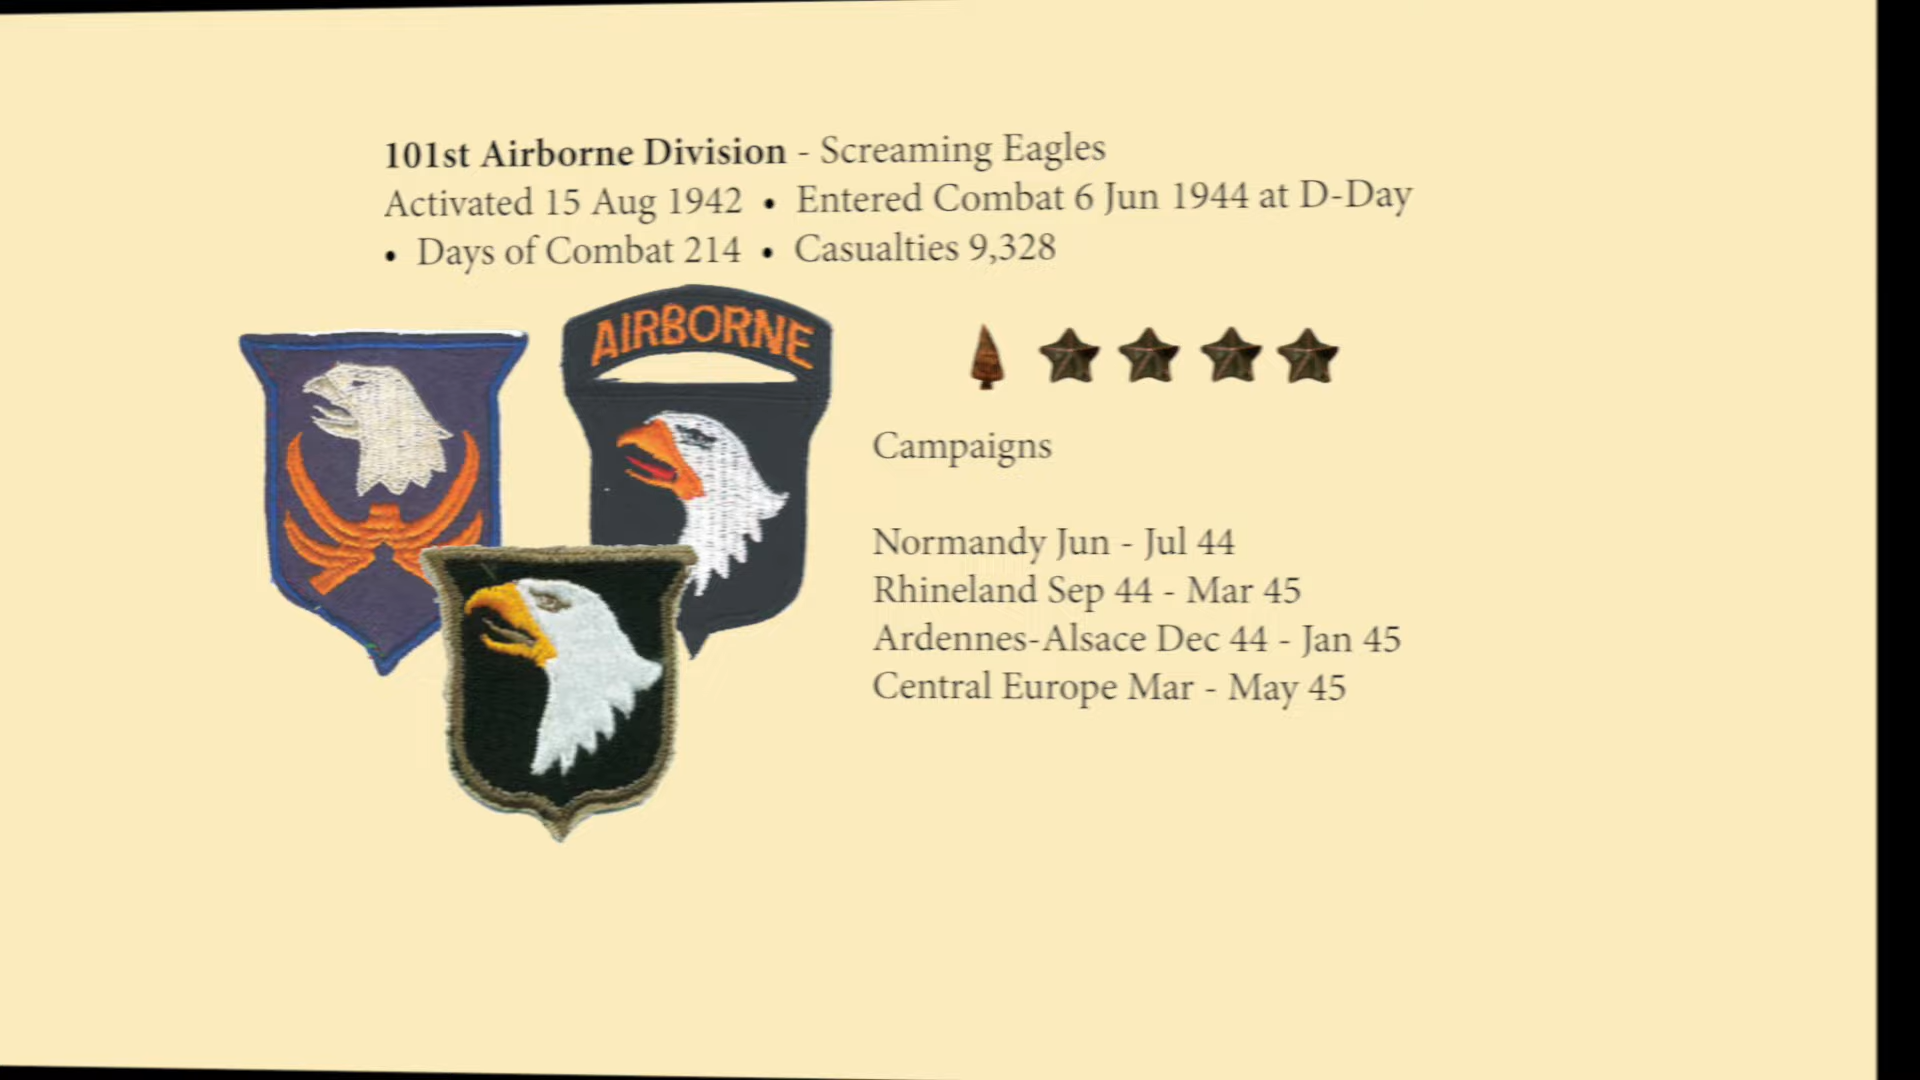 101st Airborne Division - Screaming Eagles
Activated 15 Aug 1942 • Entered Combat 6 Jun 1944 at D-Day
• Days of Combat 214 • Casualties 9,328
AIRBORNE
Campaigns
Normandy Jun - Jul 44
Rhineland Sep 44 - Mar 45
Ardennes-Alsace Dec 44 - Jan 45
Central Europe Mar - May 45